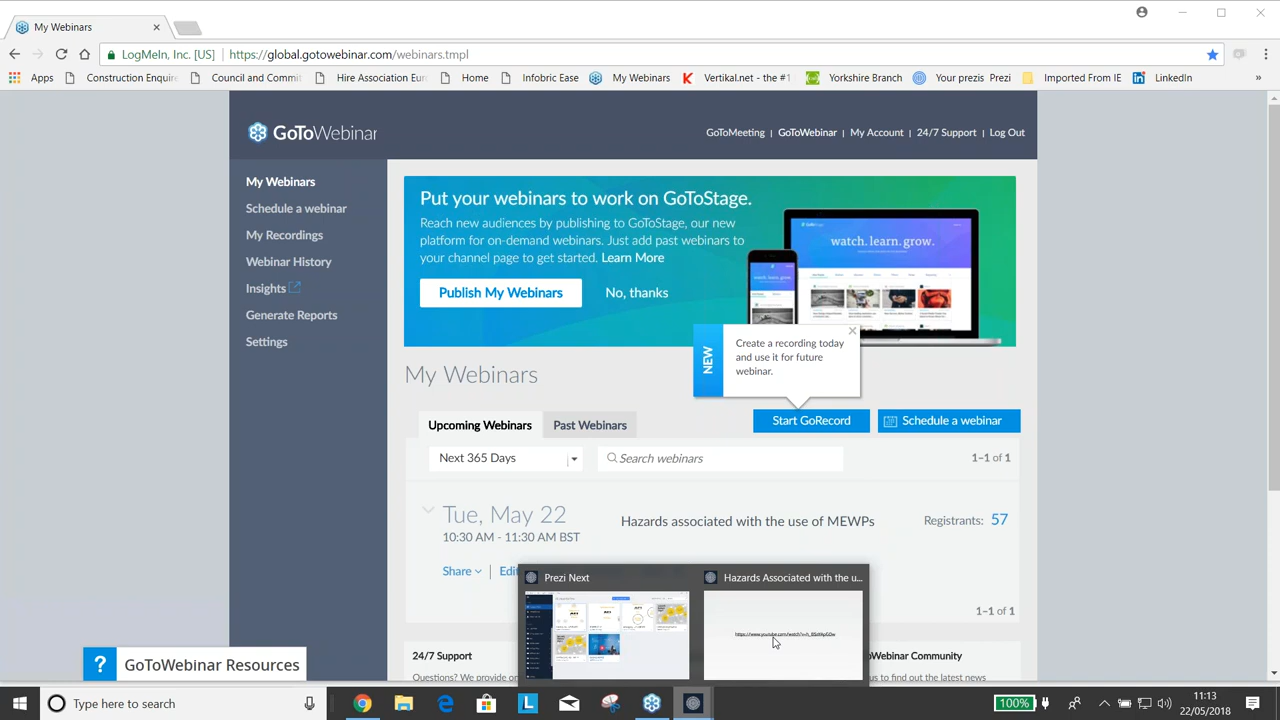 My Webinars
LogMeIn, Inc. [US]
https://global.gotowebinar.com/webinars.tmpl
Apps
Construction Enquire
Council and Commit
Hire Association Eur
Home
Infobric Ease
My Webinars
Vertikal.net - the #1
Yorkshire Branch
Your prezis Prezi
Imported From IE
LinkedIn
»
GoToWebinar
GoToMeeting | GoToWebinar | My Account | 24/7 Support | Log Out
My Webinars
Schedule a webinar
My Recordings
Webinar History
Insights
Generate Reports
Settings
Put your webinars to work on GoToStage.
Reach new audiences by publishing to GoToStage, our new
platform for on-demand webinars. Just add past webinars to
your channel page to get started. Learn More
Publish My Webinars
No, thanks
watch. learn. grow.
NEW
Create a recording today
and use it for future
webinar.
My Webinars
Upcoming Webinars
Past Webinars
Start GoRecord
Schedule a webinar
Next 365 Days
Search webinars
1–1 of 1
Tue, May 22
10:30 AM - 11:30 AM BST
Hazards associated with the use of MEWPs
Registrants: 57
Share
Edi
Prezi Next
Hazards Associated with the u...
1–1 of 1
? GoToWebinar Resources
24/7 Support
Questions? We provide
Webinar Community
us to find out the latest news
Type here to search
100%
11:13
22/05/2018